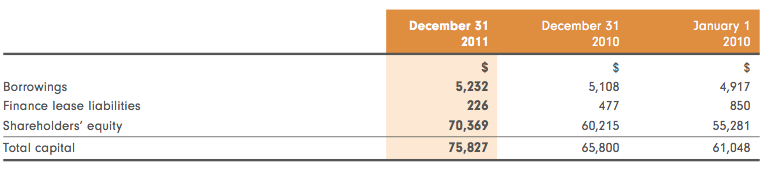 December 31 December 31 January 1
2011 2010 2010
$ $ $
Borrowings 5,232 5,108 4,917
Finance lease liabilities 226 477 850
Shareholders’ equity 70,369 60,215 55,281
Total capital 75,827 65,800 61,048